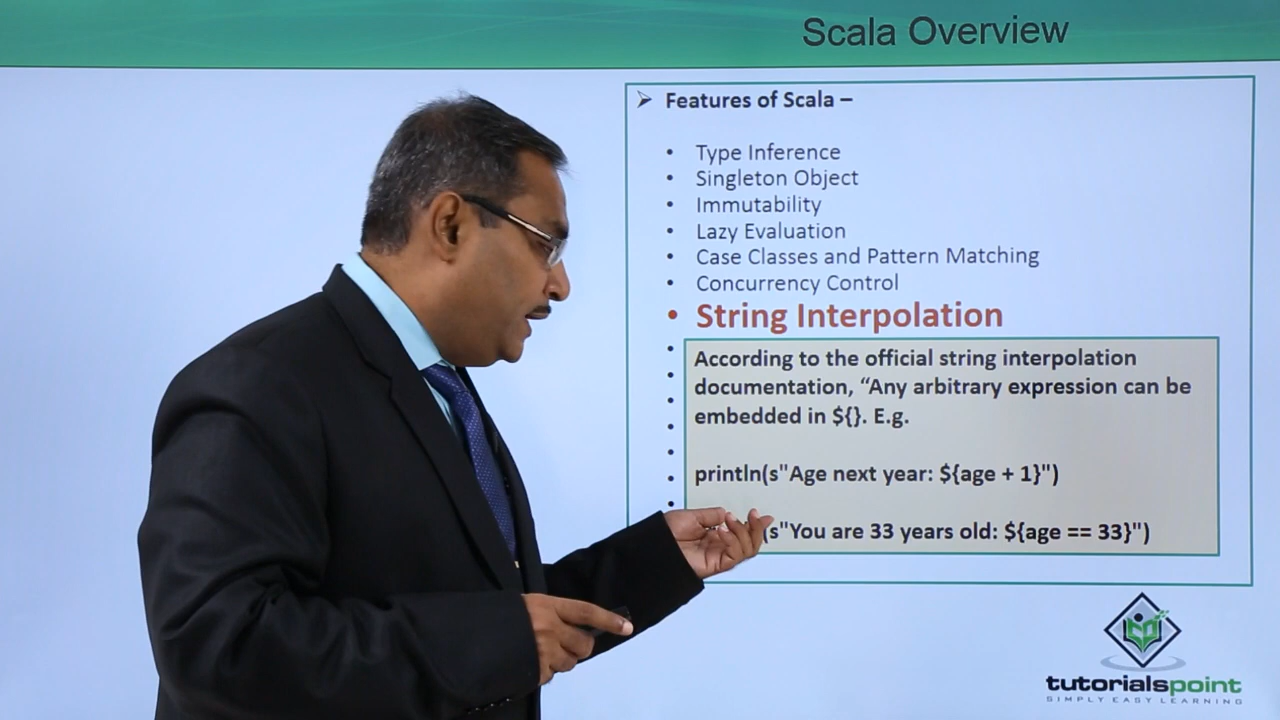 Scala Overview
➢ Features of Scala –
• Type Inference
• Singleton Object
• Immutability
• Lazy Evaluation
• Case Classes and Pattern Matching
• Concurrency Control
• String Interpolation
According to the official string interpolation
documentation, “Any arbitrary expression can be
embedded in ${}. E.g.
println(s"Age next year: ${age + 1}")
(s"You are 33 years old: ${age == 33}")
tutorialspoint
SIMPLY EASY LEARNING